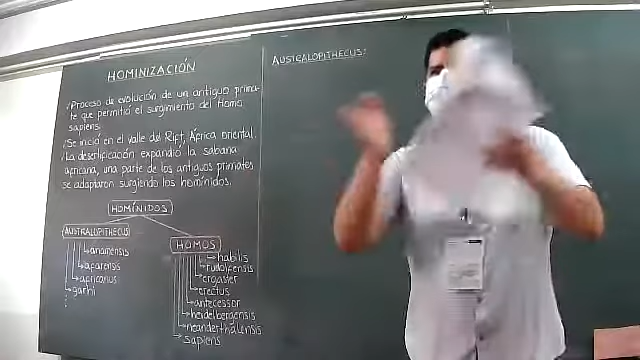 HOMINIZACIÓN
¡Proceso de evolución de un antiguo prima-
te que permitió el surgimiento del Homo
sapiens.
¡Se inició en el valle del Rift, África oriental.
¡La desertificación expandió la sabana
africana, una parte de los antiguos primates
se adaptaron surgiendo los homínidos.
HOMÍNIDOS
AUSTRALOPITHECUS
anamensis
afarensis
africanus
garhi
HOMOS
habilis
rudolfensis
ergaster
erectus
antecessor
heidelbergensis
neanderthalensis
sapiens
AUSTRALOPITHECUS: